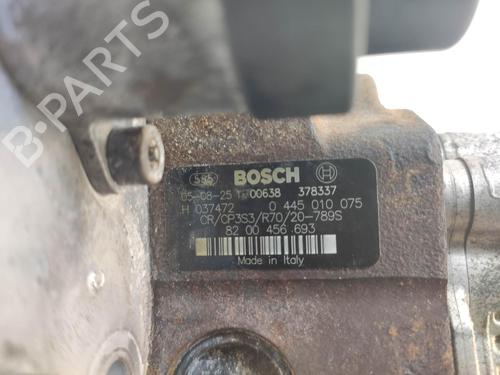 B-PARTS
585 BOSCH
05-08-25 00638 378337
H 037472 0 445 010 075
CR/CP3S3/R70/20-789S
82 00 456 693
Made in Italy